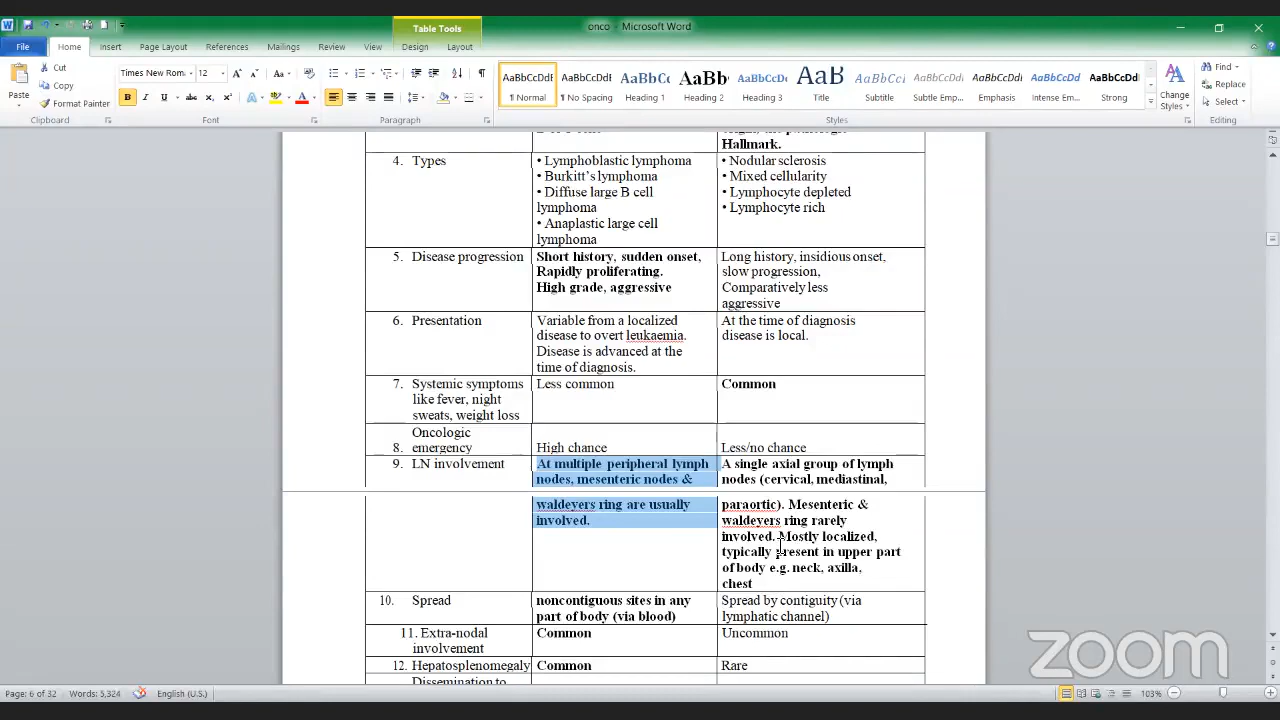 onco - Microsoft Word
Table Tools
File Home Insert Page Layout References Mailings Review View Design Layout
Cut
Copy
Format Painter
Paste
Clipboard
Times New Rom 12
Font
Paragraph
AaBbCcDdI AaBbCcDdI AaBbCc AaBb AaBbCcDdI AaB AaBbCcDd AaBbCcDd AaBbCcDd AaBbCcDd AaBbCcDd
¶ Normal ¶ No Spacing Heading 1 Heading 2 Heading 3 Title Subtitle Subtle Emp... Emphasis Intense Em... Strong
Change Styles
Styles
Find
Replace
Select
Editing
Hallmark.
4. Types
• Lymphoblastic lymphoma
• Burkitt's lymphoma
• Diffuse large B cell
lymphoma
• Anaplastic large cell
lymphoma
• Nodular sclerosis
• Mixed cellularity
• Lymphocyte depleted
• Lymphocyte rich
5. Disease progression
Short history, sudden onset,
Rapidly proliferating.
High grade, aggressive
Long history, insidious onset,
slow progression,
Comparatively less
aggressive
6. Presentation
Variable from a localized
disease to overt leukaemia.
Disease is advanced at the
time of diagnosis.
At the time of diagnosis
disease is local.
7. Systemic symptoms
like fever, night
sweats, weight loss
Less common
Common
Oncologic
8. emergency
High chance
Less/no chance
9. LN involvement
At multiple peripheral lymph
nodes, mesenteric nodes &
waldeyers ring are usually
involved.
A single axial group of lymph
nodes (cervical, mediastinal,
paraortic). Mesenteric &
waldeyers ring rarely
involved. Mostly localized,
typically present in upper part
of body e.g. neck, axilla,
chest
10. Spread
noncontiguous sites in any
part of body (via blood)
Spread by contiguity (via
lymphatic channel)
11. Extra-nodal
involvement
Common
Uncommon
12. Hepatosplenomegaly
Common
Rare
Dissemination to
zoom
Page: 6 of 32 Words: 5,324 English (U.S.) 103%